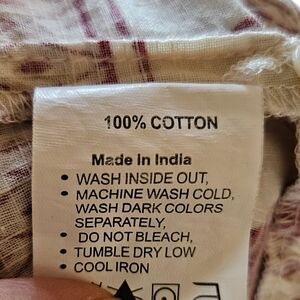 100% COTTON
Made in India
• WASH INSIDE OUT,
• MACHINE WASH COLD,
WASH DARK COLORS
SEPARATELY,
• DO NOT BLEACH,
• TUMBLE DRY LOW
• COOL IRON